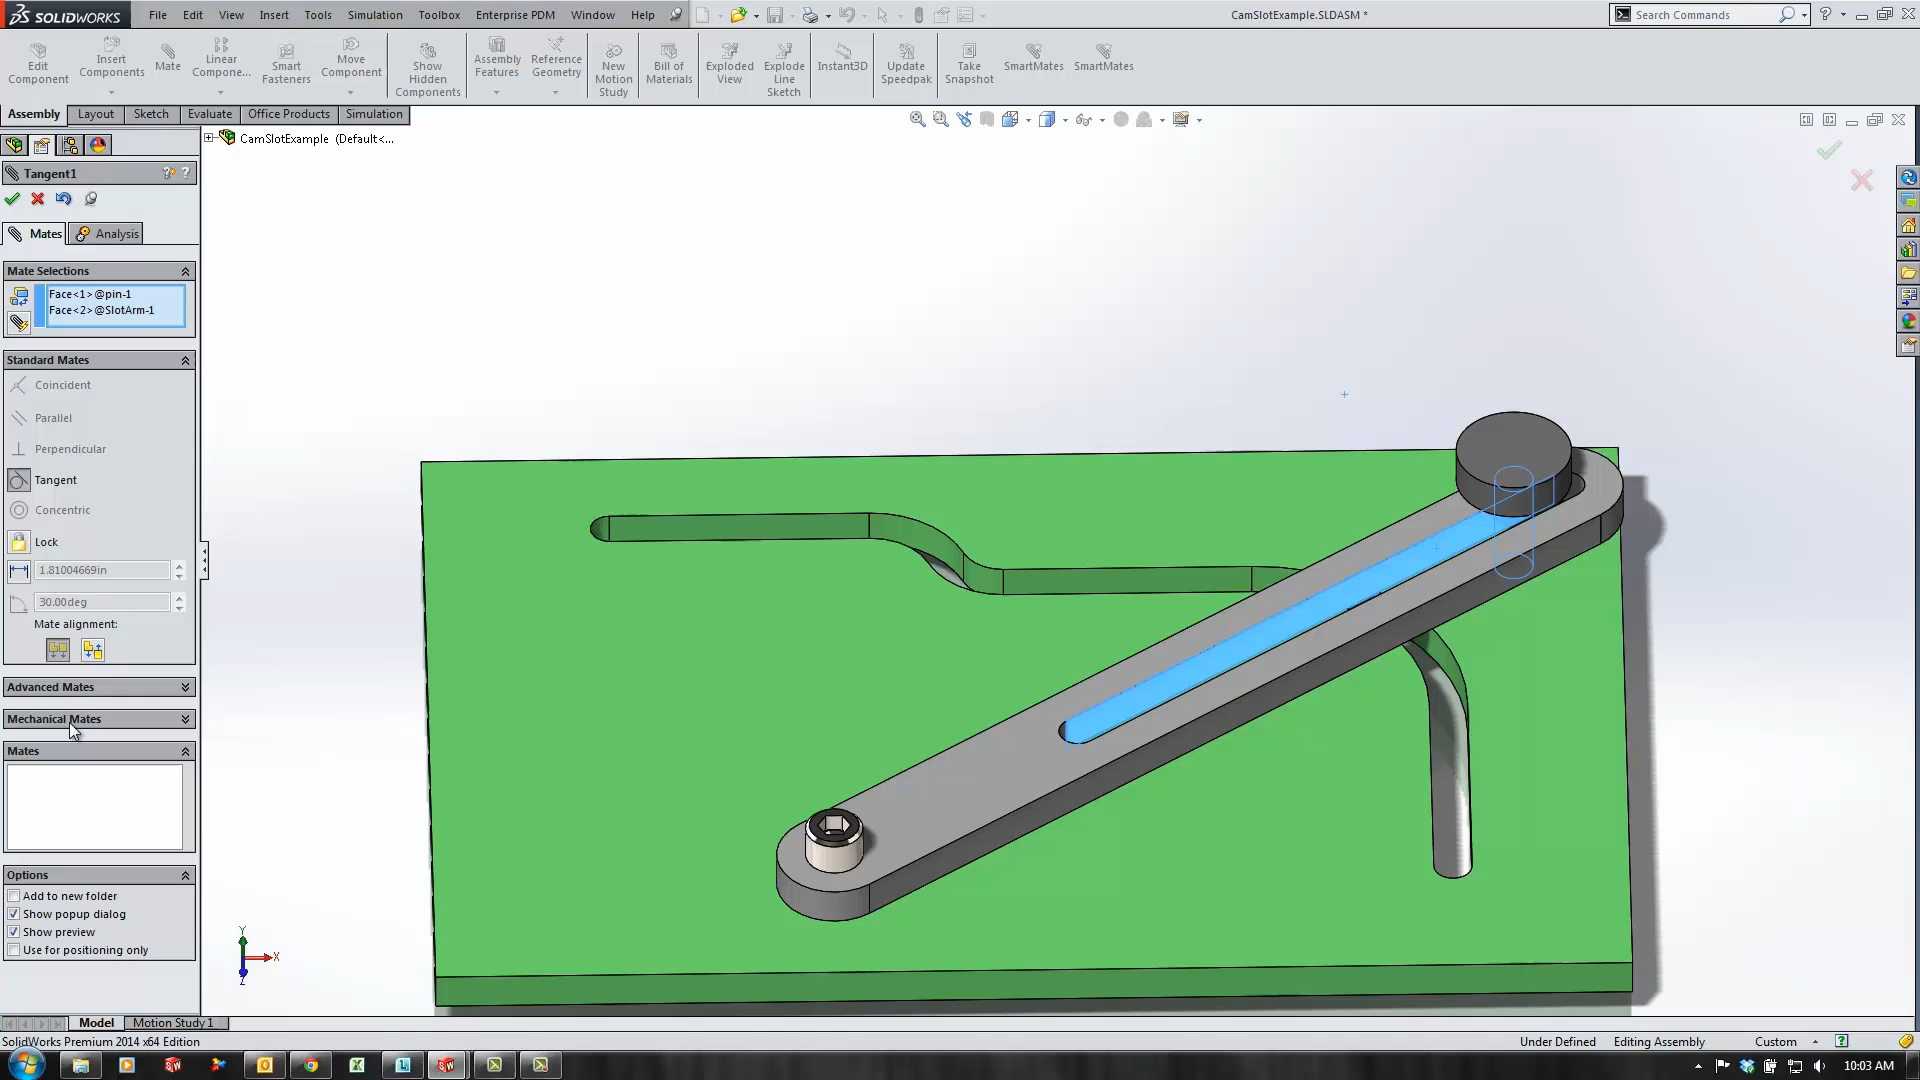 SOLIDWORKS File Edit View Insert Tools Simulation Toolbox Enterprise PDM Window Help CamSlotExample.SLDASM * Search Commands
Edit Component
Insert Components
Mate
Linear Compone...
Smart Fasteners
Move Component
Show Hidden Components
Assembly Features
Reference Geometry
New Motion Study
Bill of Materials
Exploded View
Explode Line Sketch
Instant3D
Update Speedpak
Take Snapshot
SmartMates
SmartMates
Assembly Layout Sketch Evaluate Office Products Simulation
CamSlotExample (Default<...
Tangent1
Mates Analysis
Mate Selections
Face<1>@pin-1
Face<2>@SlotArm-1
Standard Mates
Coincident
Parallel
Perpendicular
Tangent
Concentric
Lock
1.81004669in
30.00deg
Mate alignment:
Advanced Mates
Mechanical Mates
Mates
Options
Add to new folder
Show popup dialog
Show preview
Use for positioning only
Y
X
Z
Model Motion Study 1
SolidWorks Premium 2014 x64 Edition Under Defined Editing Assembly Custom
10:03 AM